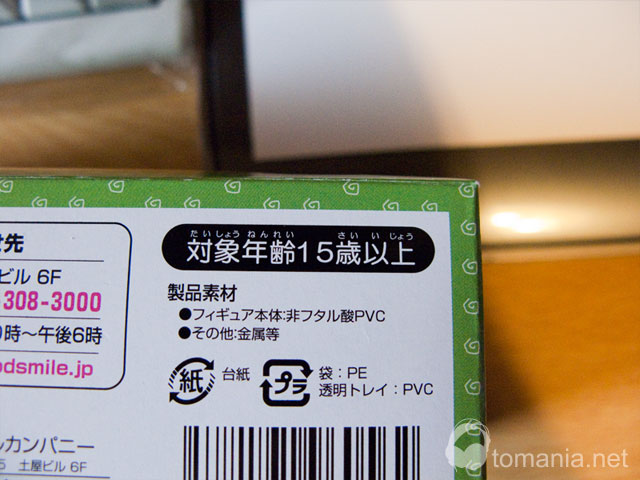 たいしょう ねんれい さい いじょう
対象年齢15歳以上
せ先
ビル 6F
308-3000
時～午後6時
dsmile.jp
製品素材
●フィギュア本体:非フタル酸PVC
●その他:金属等
紙
台紙
プラ
袋：PE
透明トレイ：PVC
ルカンパニー
5 土屋ビル 6F
tomania.net